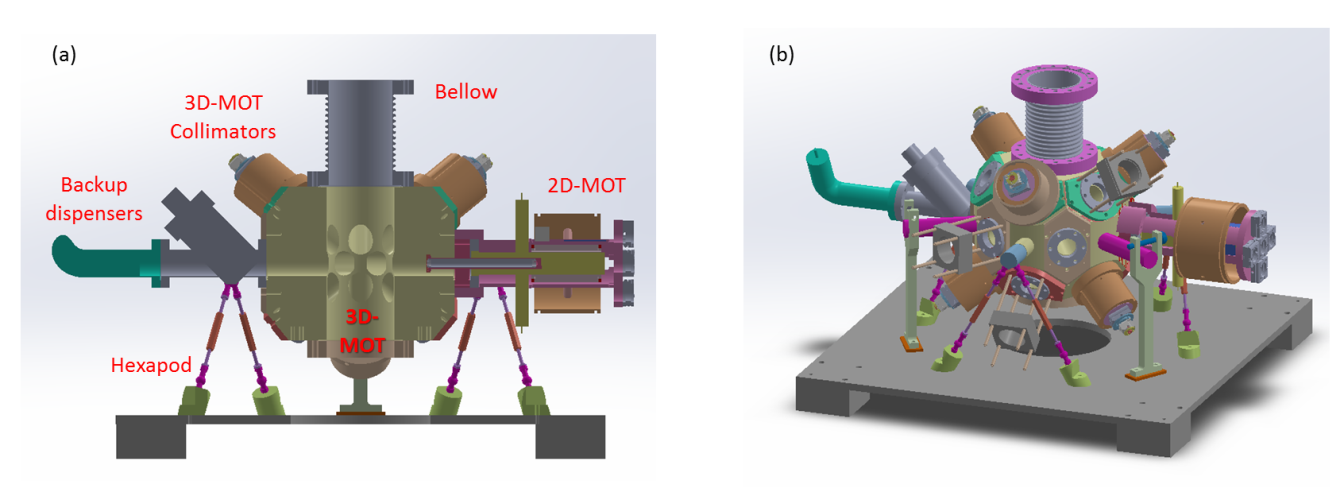 (a)
3D-MOT
Collimators
Bellow
Backup
dispensers
2D-MOT
3D-
MOT
Hexapod
(b)